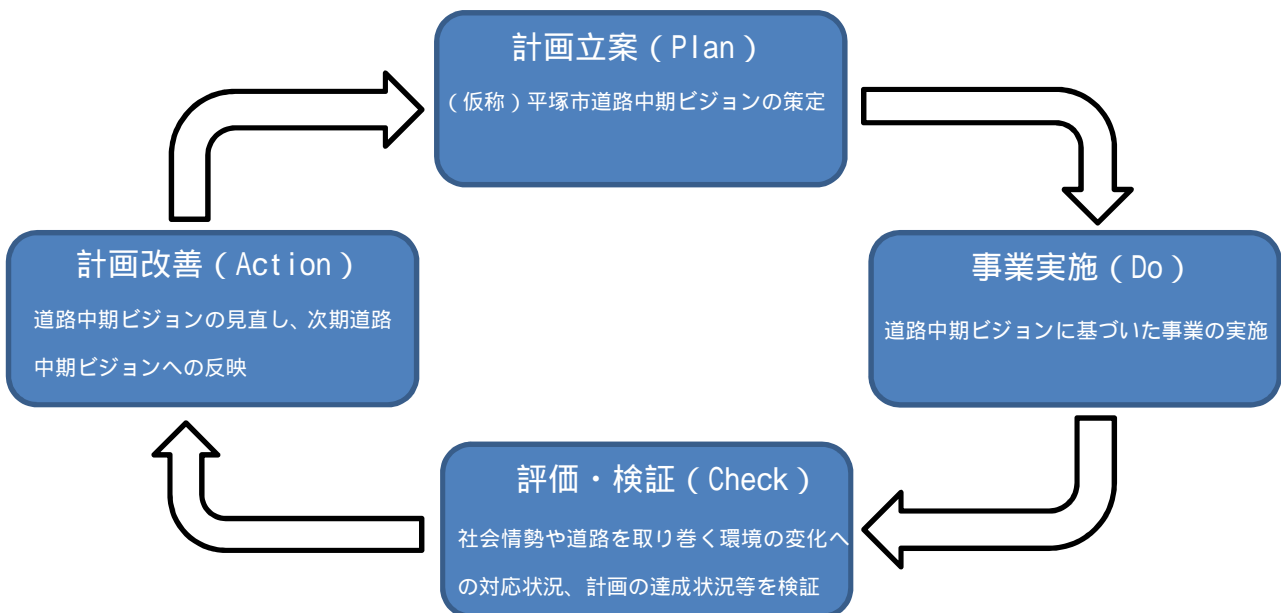 計画立案(Plan)
(仮称)平塚市道路中期ビジョンの策定
事業実施(Do)
道路中期ビジョンに基づいた事業の実施
評価・検証(Check)
社会情勢や道路を取り巻く環境の変化へ
の対応状況、計画の達成状況等を検証
計画改善(Action)
道路中期ビジョンの見直し、次期道路
中期ビジョンへの反映